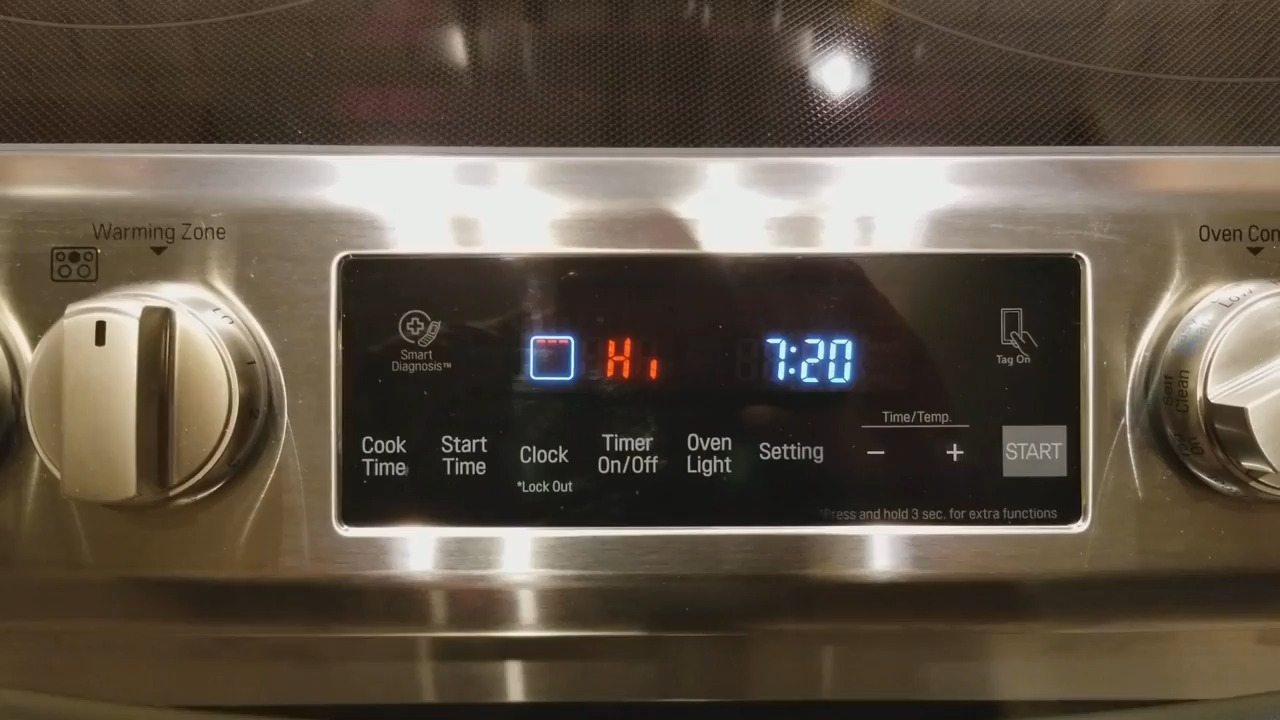 Warming Zone
Oven Con
Lo
Smart
Diagnosis™
Hi
7:20
Tag On
Time/Temp.
Cook
Time
Start
Time
Clock
*Lock Out
Timer
On/Off
Oven
Light
Setting
−
+
START
*Press and hold 3 sec. for extra functions
Self
Clean